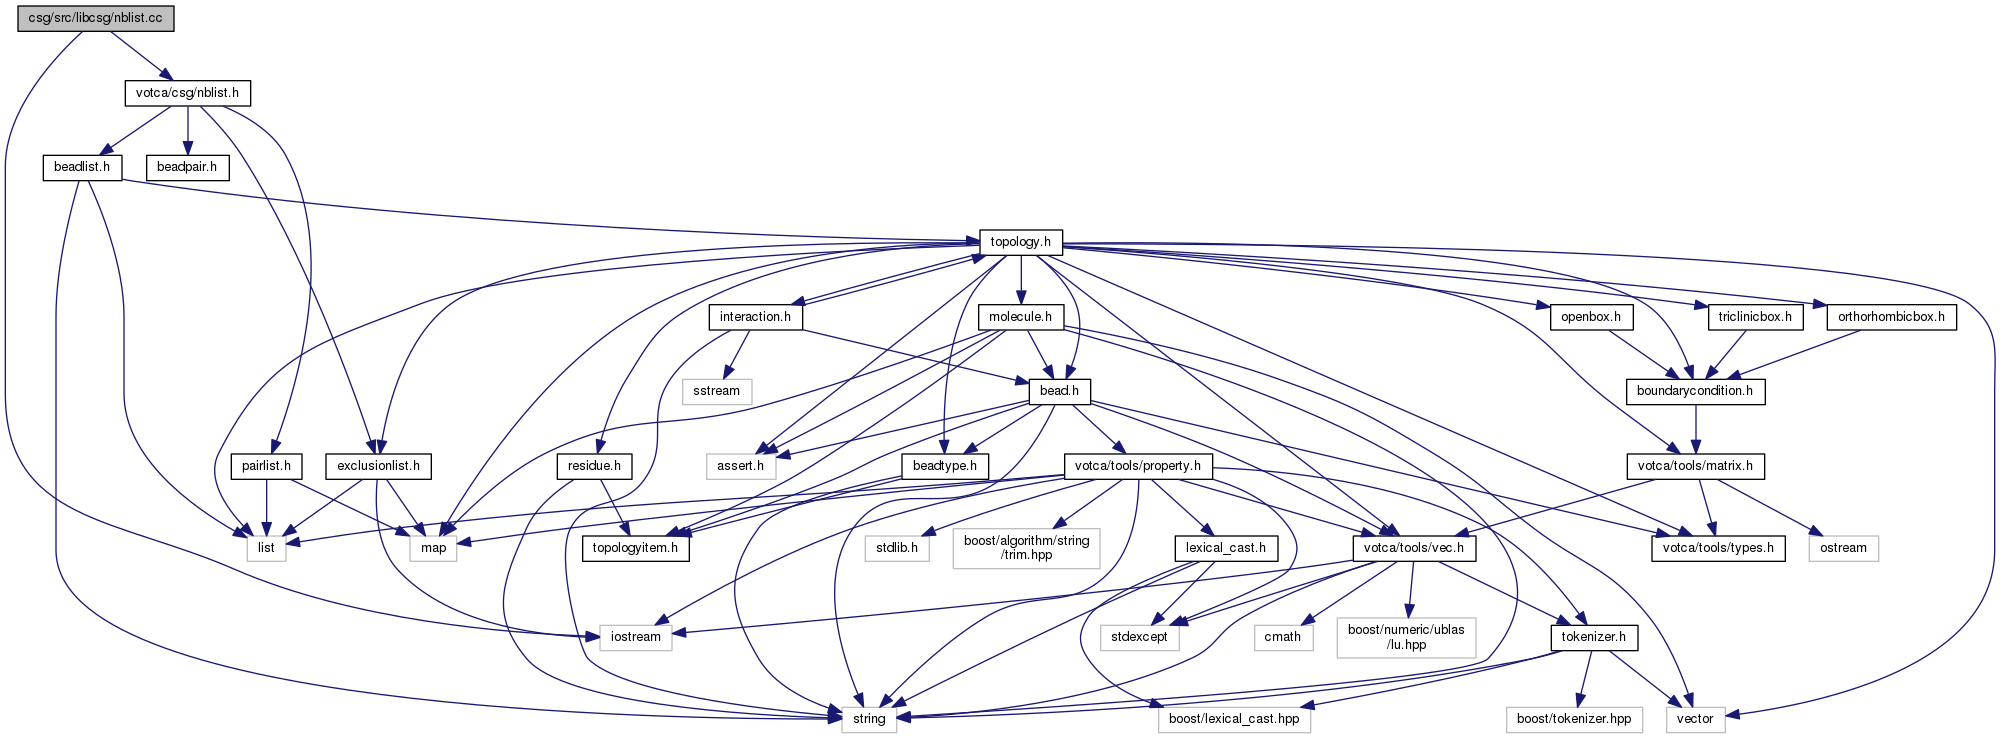 csg/src/libcsg/nblist.cc
votca/csg/nblist.h
beadlist.h
beadpair.h
topology.h
interaction.h
molecule.h
openbox.h
triclinicbox.h
orthorhombicbox.h
sstream
bead.h
boundarycondition.h
pairlist.h
exclusionlist.h
residue.h
assert.h
beadtype.h
votca/tools/property.h
votca/tools/matrix.h
list
map
topologyitem.h
stdlib.h
boost/algorithm/string
/trim.hpp
lexical_cast.h
votca/tools/vec.h
votca/tools/types.h
ostream
iostream
stdexcept
cmath
boost/numeric/ublas
/lu.hpp
tokenizer.h
string
boost/lexical_cast.hpp
boost/tokenizer.hpp
vector